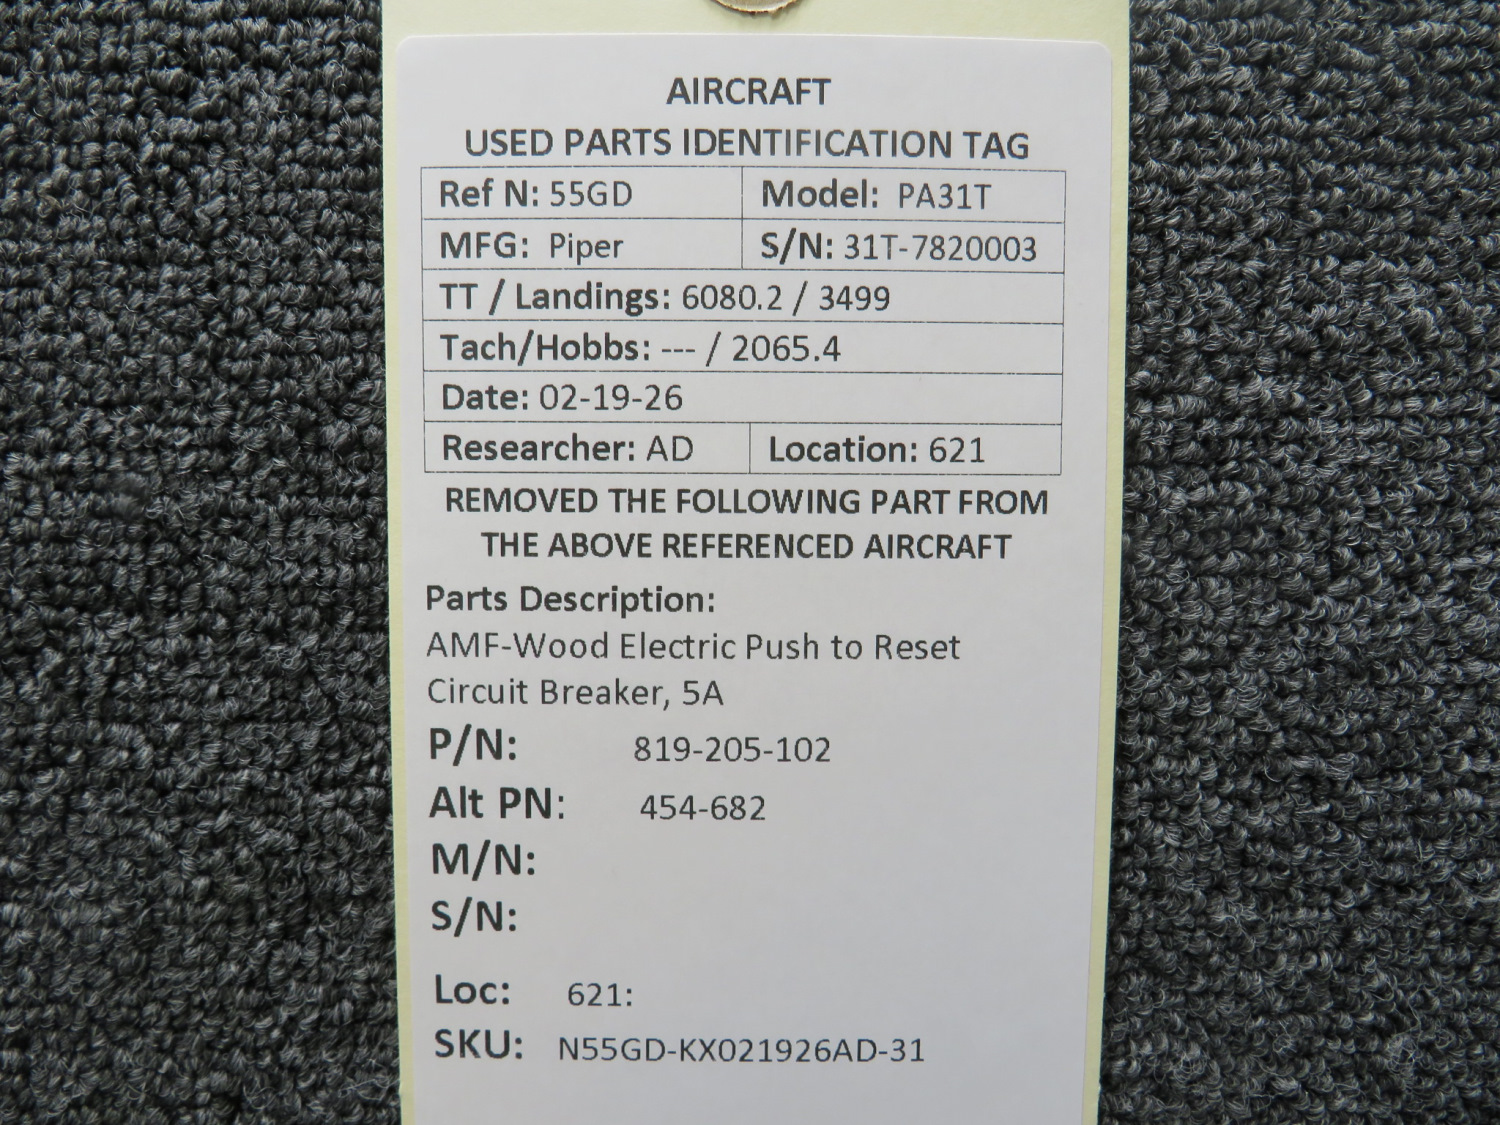 AIRCRAFT
USED PARTS IDENTIFICATION TAG
Ref N: 55GD Model: PA31T
MFG: Piper S/N: 31T-7820003
TT / Landings: 6080.2 / 3499
Tach/Hobbs: --- / 2065.4
Date: 02-19-26
Researcher: AD Location: 621
REMOVED THE FOLLOWING PART FROM
THE ABOVE REFERENCED AIRCRAFT
Parts Description:
AMF-Wood Electric Push to Reset
Circuit Breaker, 5A
P/N: 819-205-102
Alt PN: 454-682
M/N:
S/N:
Loc: 621:
SKU: N55GD-KX021926AD-31